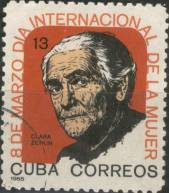 8 DE MARZO DIA INTERNACIONAL DE LA MUJER
13
CLARA
ZETKIN
CUBA CORREOS
1965